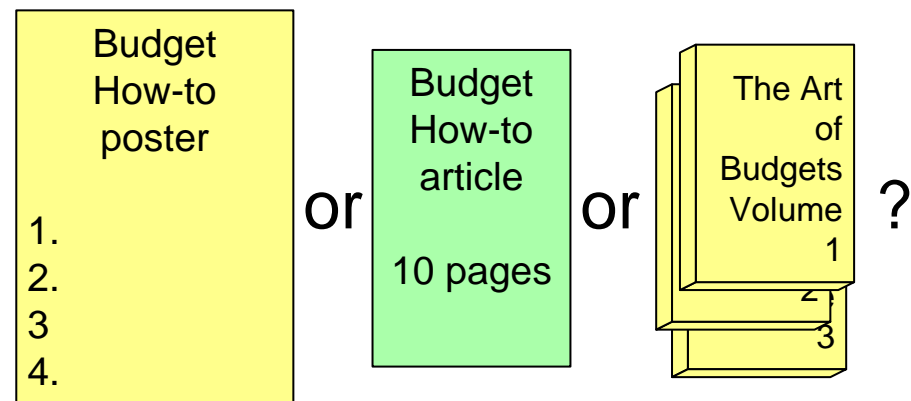 Budget
How-to
poster
1.
2.
3
4.
or
Budget
How-to
article
10 pages
or
The Art
of
Budgets
Volume
1
2
3
?